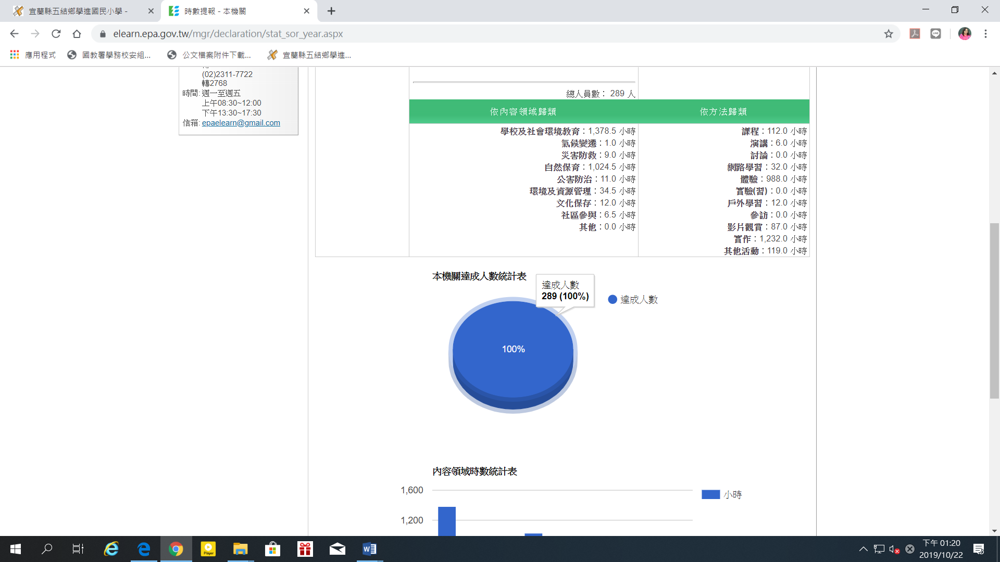 宜蘭縣五結鄉學進國民小學 -
時數提報 - 本機關
elearn.epa.gov.tw/mgr/declaration/stat_sor_year.aspx
應用程式
國教署學務校安組...
公文檔案附件下載...
宜蘭縣五結鄉學進...
(02)2311-7722
轉2768
時間: 週一至週五
上午08:30~12:00
下午13:30~17:30
信箱: epaelearn@gmail.com
總人員數： 289 人
依內容領域歸類
依方法歸類
學校及社會環境教育：1,378.5 小時
氣候變遷：1.0 小時
災害防救：9.0 小時
自然保育：1,024.5 小時
公害防治：11.0 小時
環境及資源管理：34.5 小時
文化保存：12.0 小時
社區參與：6.5 小時
其他：0.0 小時
課程：112.0 小時
演講：6.0 小時
討論：0.0 小時
網路學習：32.0 小時
體驗：988.0 小時
實驗(習)：0.0 小時
戶外學習：12.0 小時
參訪：0.0 小時
影片觀賞：87.0 小時
實作：1,232.0 小時
其他活動：119.0 小時
本機關達成人數統計表
達成人數
289 (100%)
達成人數
100%
內容領域時數統計表
1,600
小時
1,200
Player
下午 01:20
2019/10/22